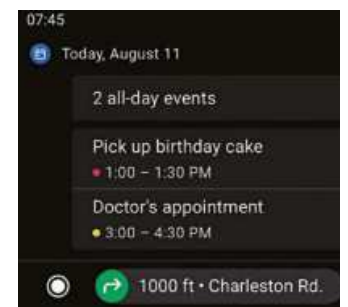 07:45
Today, August 11
2 all-day events
Pick up birthday cake
• 1:00 – 1:30 PM
Doctor's appointment
• 3:00 – 4:30 PM
1000 ft • Charleston Rd.